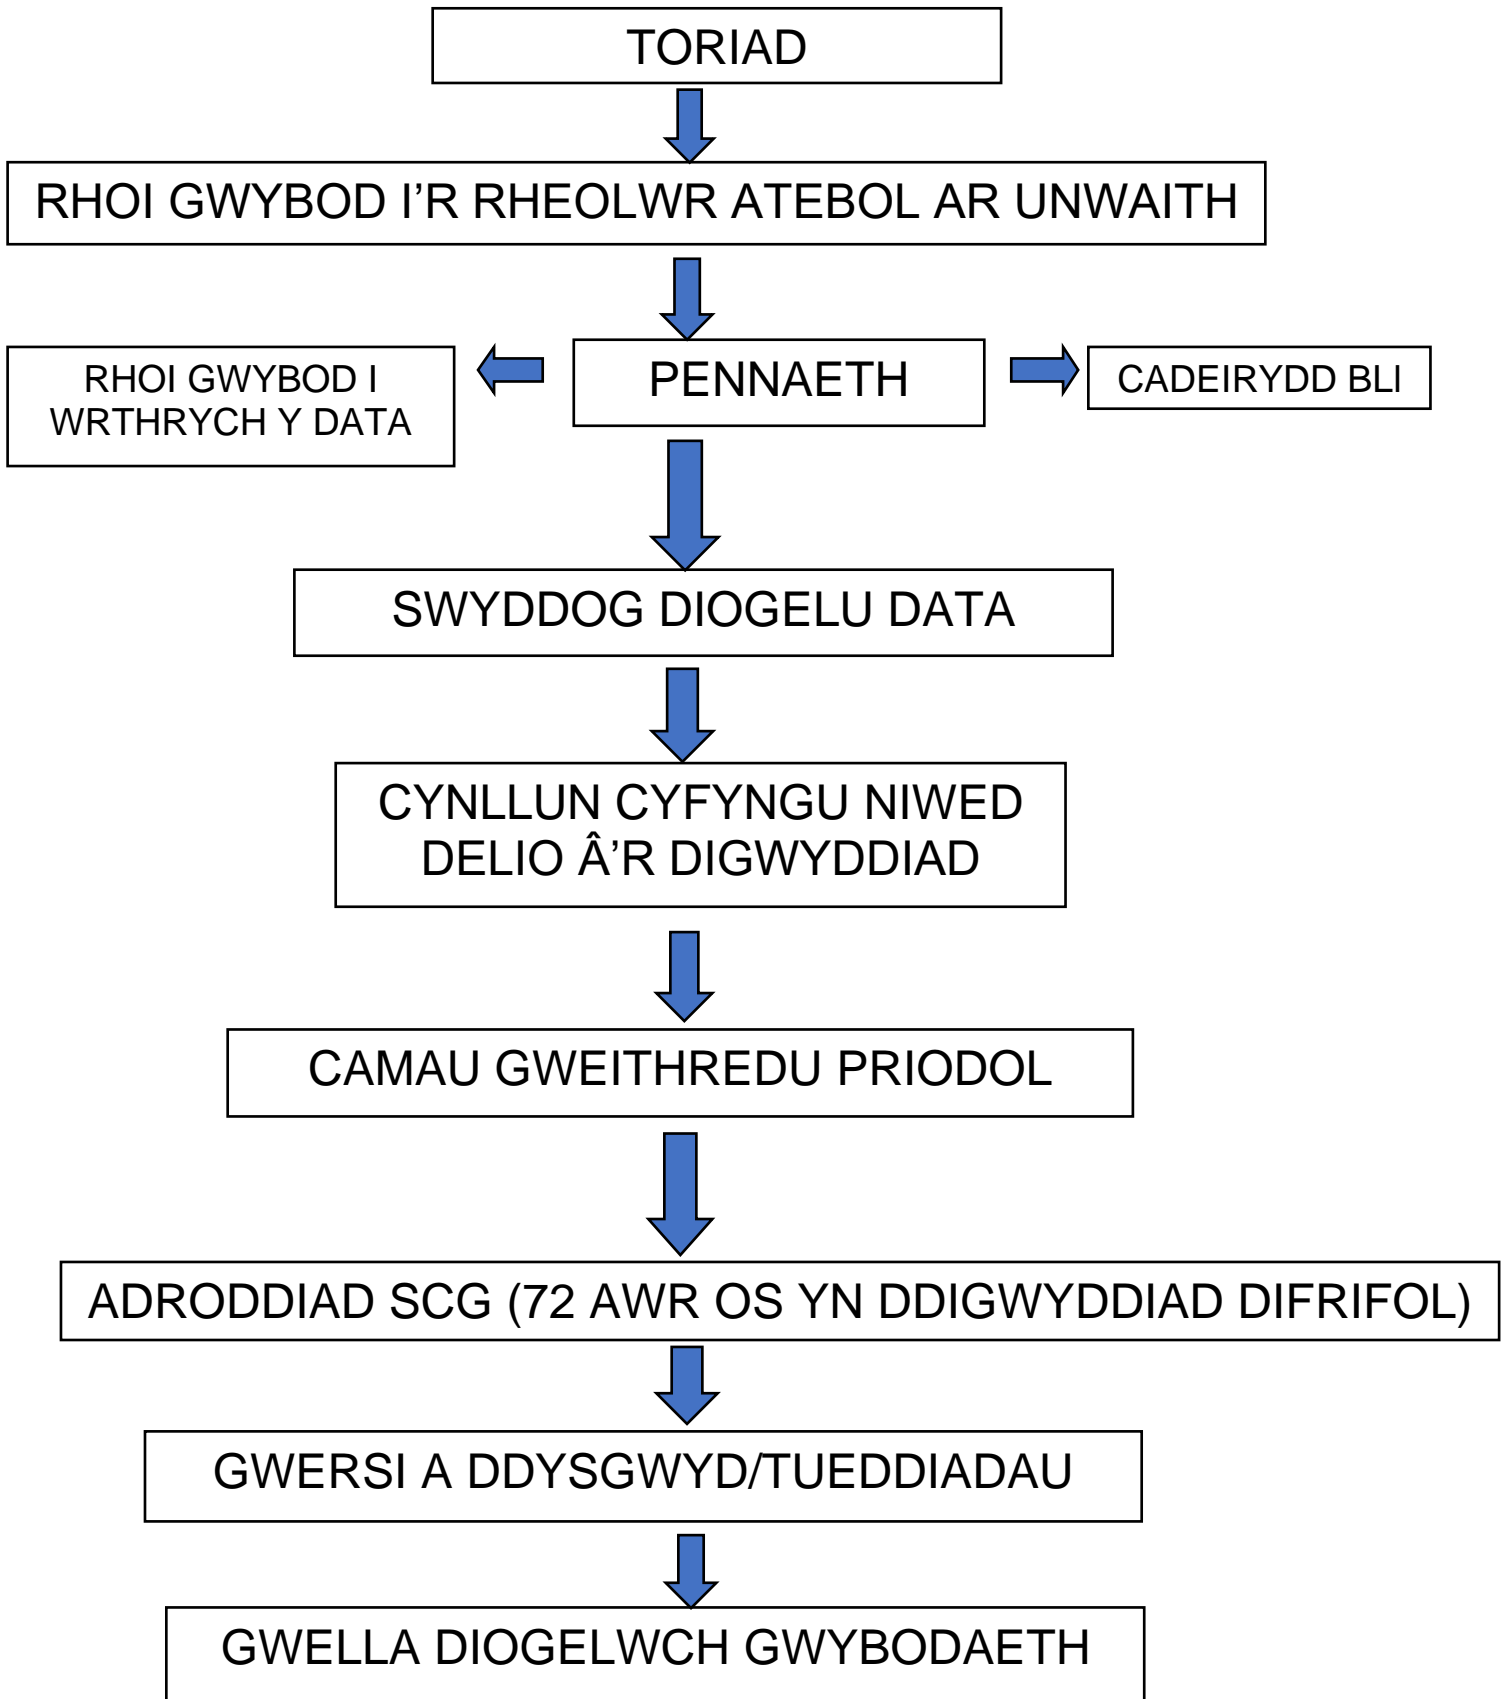 TORIAD
RHOI GWYBOD I’R RHEOLWR ATEBOL AR UNWAITH
RHOI GWYBOD I
WRTHRYCH Y DATA
PENNAETH
CADEIRYDD BLl
SWYDDOG DIOGELU DATA
CYNLLUN CYFYNGU NIWED
DELIO Â’R DIGWYDDIAD
CAMAU GWEITHREDU PRIODOL
ADRODDIAD SCG (72 AWR OS YN DDIGWYDDIAD DIFRIFOL)
GWERSI A DDYSGWYD/TUEDDIADAU
GWELLA DIOGELWCH GWYBODAETH